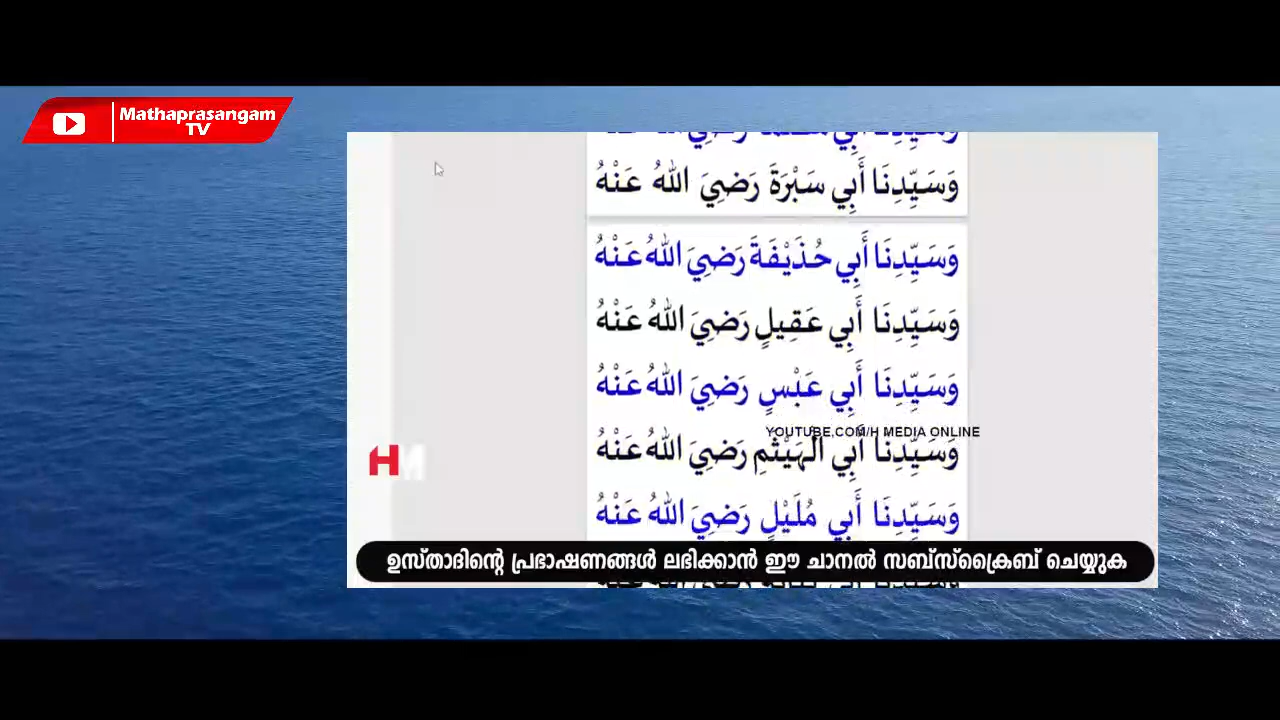 Mathaprasangam
TV
وَسَيِّدِنَا أَبِي سَبْرَةَ رَضِيَ اللهُ عَنْهُ
وَسَيِّدِنَا أَبِي حُذَيْفَةَ رَضِيَ اللهُ عَنْهُ
وَسَيِّدِنَا أَبِي عَقِيلٍ رَضِيَ اللهُ عَنْهُ
وَسَيِّدِنَا أَبِي عَبْسٍ رَضِيَ اللهُ عَنْهُ
YOUTUBE.COM/H MEDIA ONLINE
وَسَيِّدِنَا أَبِي الْهَيْثَمِ رَضِيَ اللهُ عَنْهُ
HM
وَسَيِّدِنَا أَبِي مُلَيْلٍ رَضِيَ اللهُ عَنْهُ
ഉസ്താദിന്റെ പ്രഭാഷണങ്ങൾ ലഭിക്കാൻ ഈ ചാനൽ സബ്സ്ക്രൈബ് ചെയ്യുക